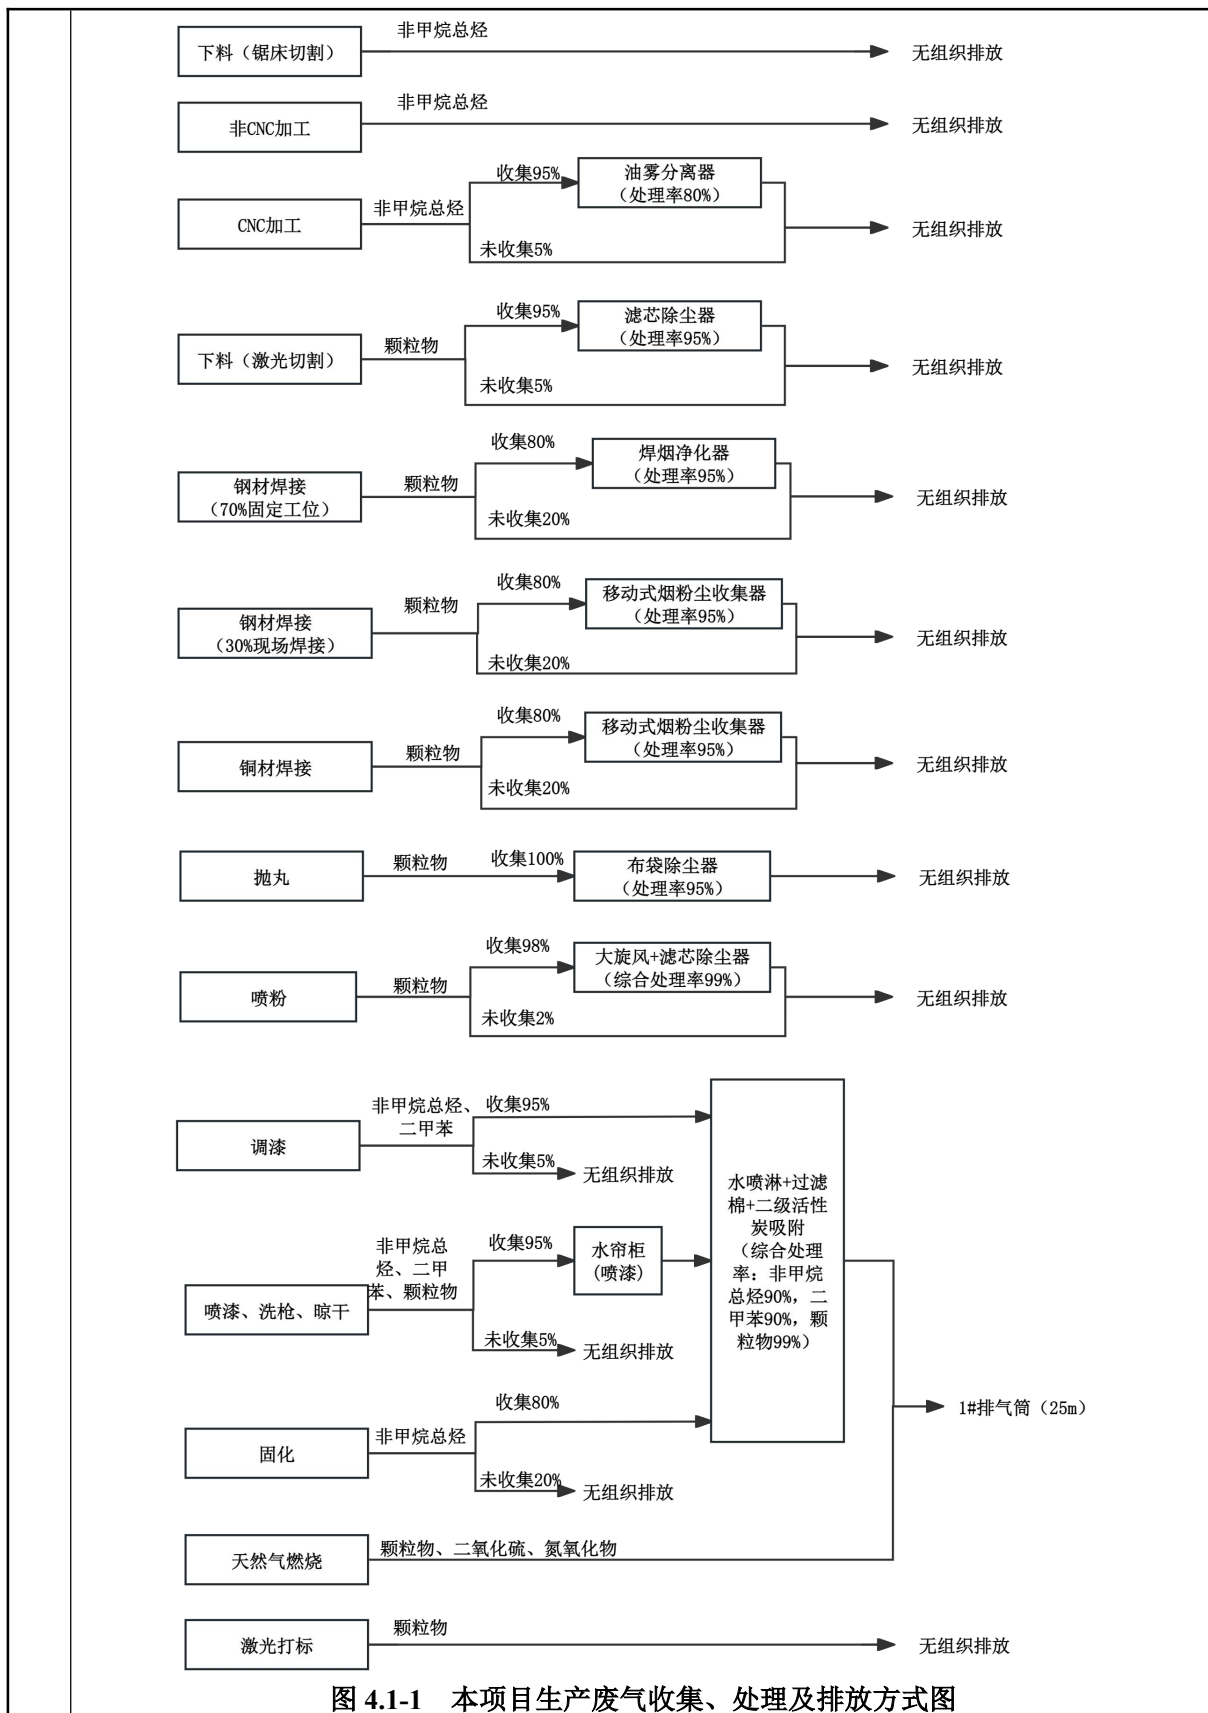 非甲烷总烃
下料（锯床切割）
无组织排放
非甲烷总烃
非CNC加工
无组织排放
收集95%
油雾分离器
（处理率80%）
非甲烷总烃
CNC加工
无组织排放
未收集5%
收集95%
滤芯除尘器
（处理率95%）
颗粒物
下料（激光切割）
无组织排放
未收集5%
收集80%
焊烟净化器
（处理率95%）
颗粒物
钢材焊接
（70%固定工位）
无组织排放
未收集20%
收集80%
移动式烟粉尘收集器
（处理率95%）
颗粒物
钢材焊接
（30%现场焊接）
无组织排放
未收集20%
收集80%
移动式烟粉尘收集器
（处理率95%）
颗粒物
铜材焊接
无组织排放
未收集20%
颗粒物
收集100%
布袋除尘器
（处理率95%）
抛丸
无组织排放
收集98%
大旋风+滤芯除尘器
（综合处理率99%）
颗粒物
喷粉
无组织排放
未收集2%
非甲烷总烃、
二甲苯
收集95%
调漆
未收集5%
无组织排放
水喷淋+过滤
棉+二级活性
炭吸附
（综合处理
率：非甲烷
总烃90%，二
甲苯90%，颗
粒物99%）
非甲烷总
烃、二甲
苯、颗粒物
收集95%
水帘柜
(喷漆)
喷漆、洗枪、晾干
未收集5%
无组织排放
收集80%
1#排气筒（25m）
非甲烷总烃
固化
未收集20%
无组织排放
颗粒物、二氧化硫、氮氧化物
天然气燃烧
颗粒物
激光打标
无组织排放
图 4.1-1 本项目生产废气收集、处理及排放方式图